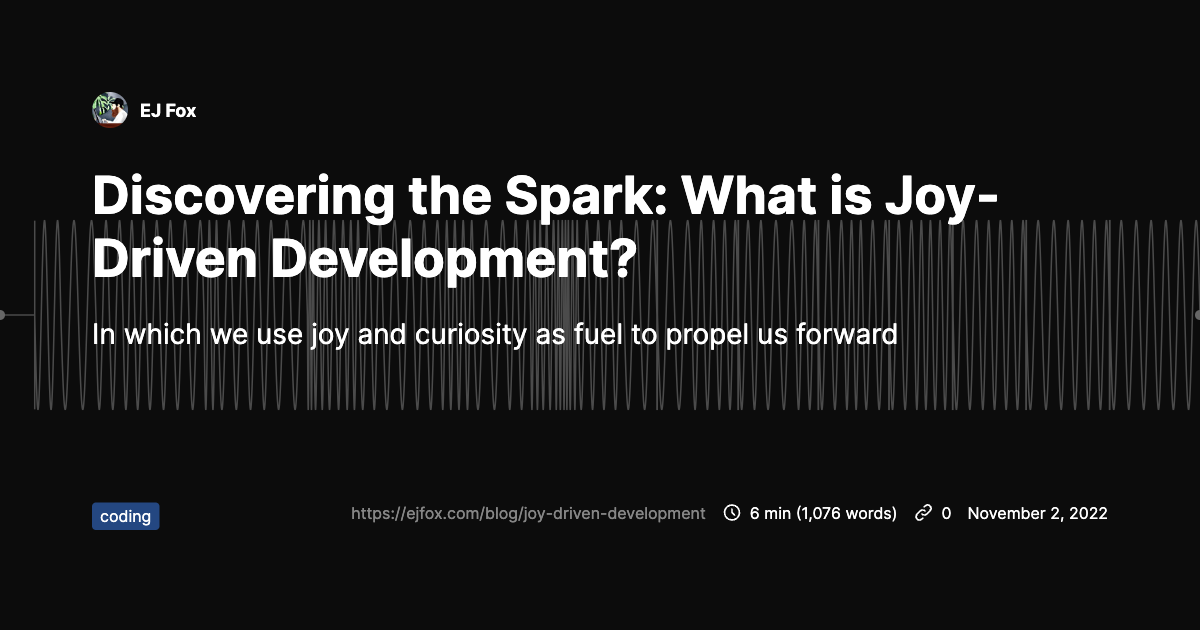 EJ Fox
Discovering the Spark: What is Joy-
Driven Development?
In which we use joy and curiosity as fuel to propel us forward
coding
https://ejfox.com/blog/joy-driven-development 6 min (1,076 words) 0 November 2, 2022